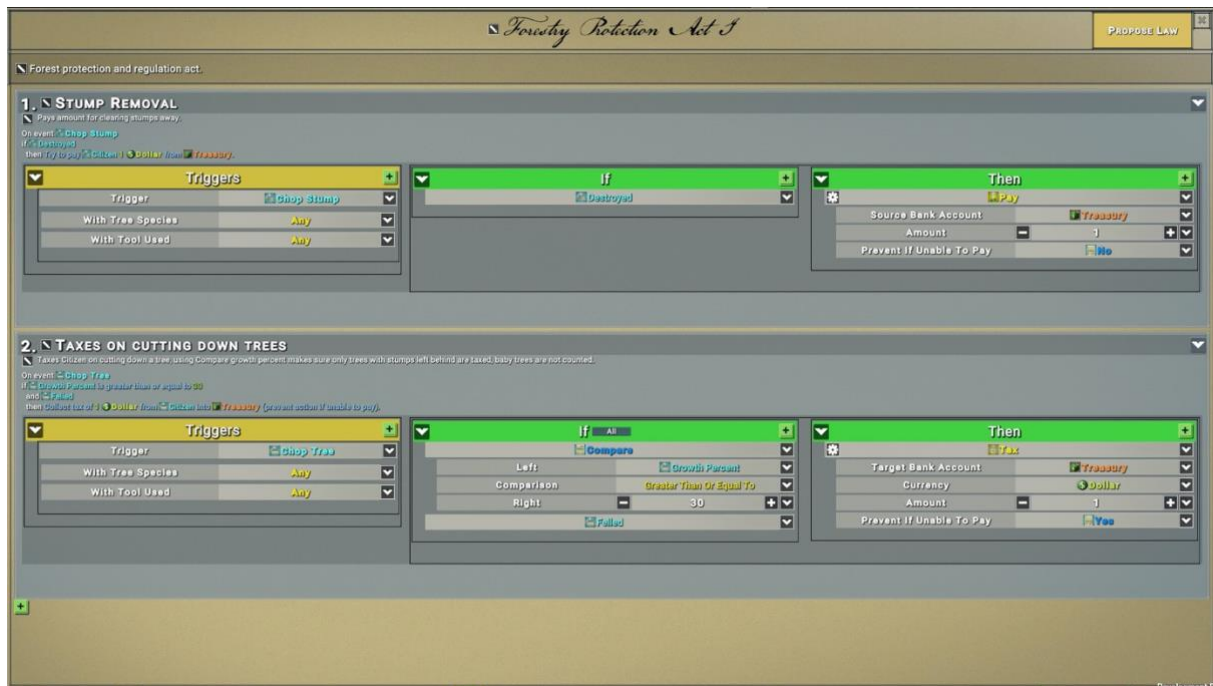 Forestry Protection Act I
PROPOSE LAW
Forest protection and regulation act.
1. STUMP REMOVAL
Pays amount for clearing stumps away.
On event Chop Stump
if Destroyed
then Try to pay Citizen 1 Dollar from Treasury.
Triggers
Trigger Chop Stump
With Tree Species Any
With Tool Used Any
If
Destroyed
Then
Pay
Source Bank Account Treasury
Amount 1
Prevent If Unable To Pay No
2. TAXES ON CUTTING DOWN TREES
Taxes Citizen on cutting down a tree, using Compare growth percent makes sure only trees with stumps left behind are taxed, baby trees are not counted.
On event Chop Tree
if Growth Percent is greater than or equal to 30
and Felled
then Collect tax of 1 Dollar from Citizen into Treasury (prevent action if unable to pay).
Triggers
Trigger Chop Tree
With Tree Species Any
With Tool Used Any
If All
Compare
Left Growth Percent
Comparison Greater Than Or Equal To
Right 30
Felled
Then
Tax
Target Bank Account Treasury
Currency Dollar
Amount 1
Prevent If Unable To Pay Yes